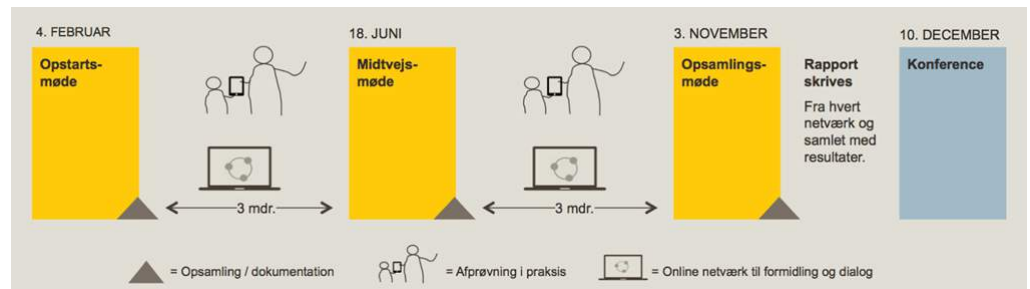 4. FEBRUAR
Opstarts-
møde
18. JUNI
Midtvejs-
møde
3. NOVEMBER
Opsamlings-
møde
Rapport
skrives
Fra hvert
netværk og
samlet med
resultater.
10. DECEMBER
Konference
3 mdr.
3 mdr.
= Opsamling / dokumentation
= Afprøvning i praksis
= Online netværk til formidling og dialog